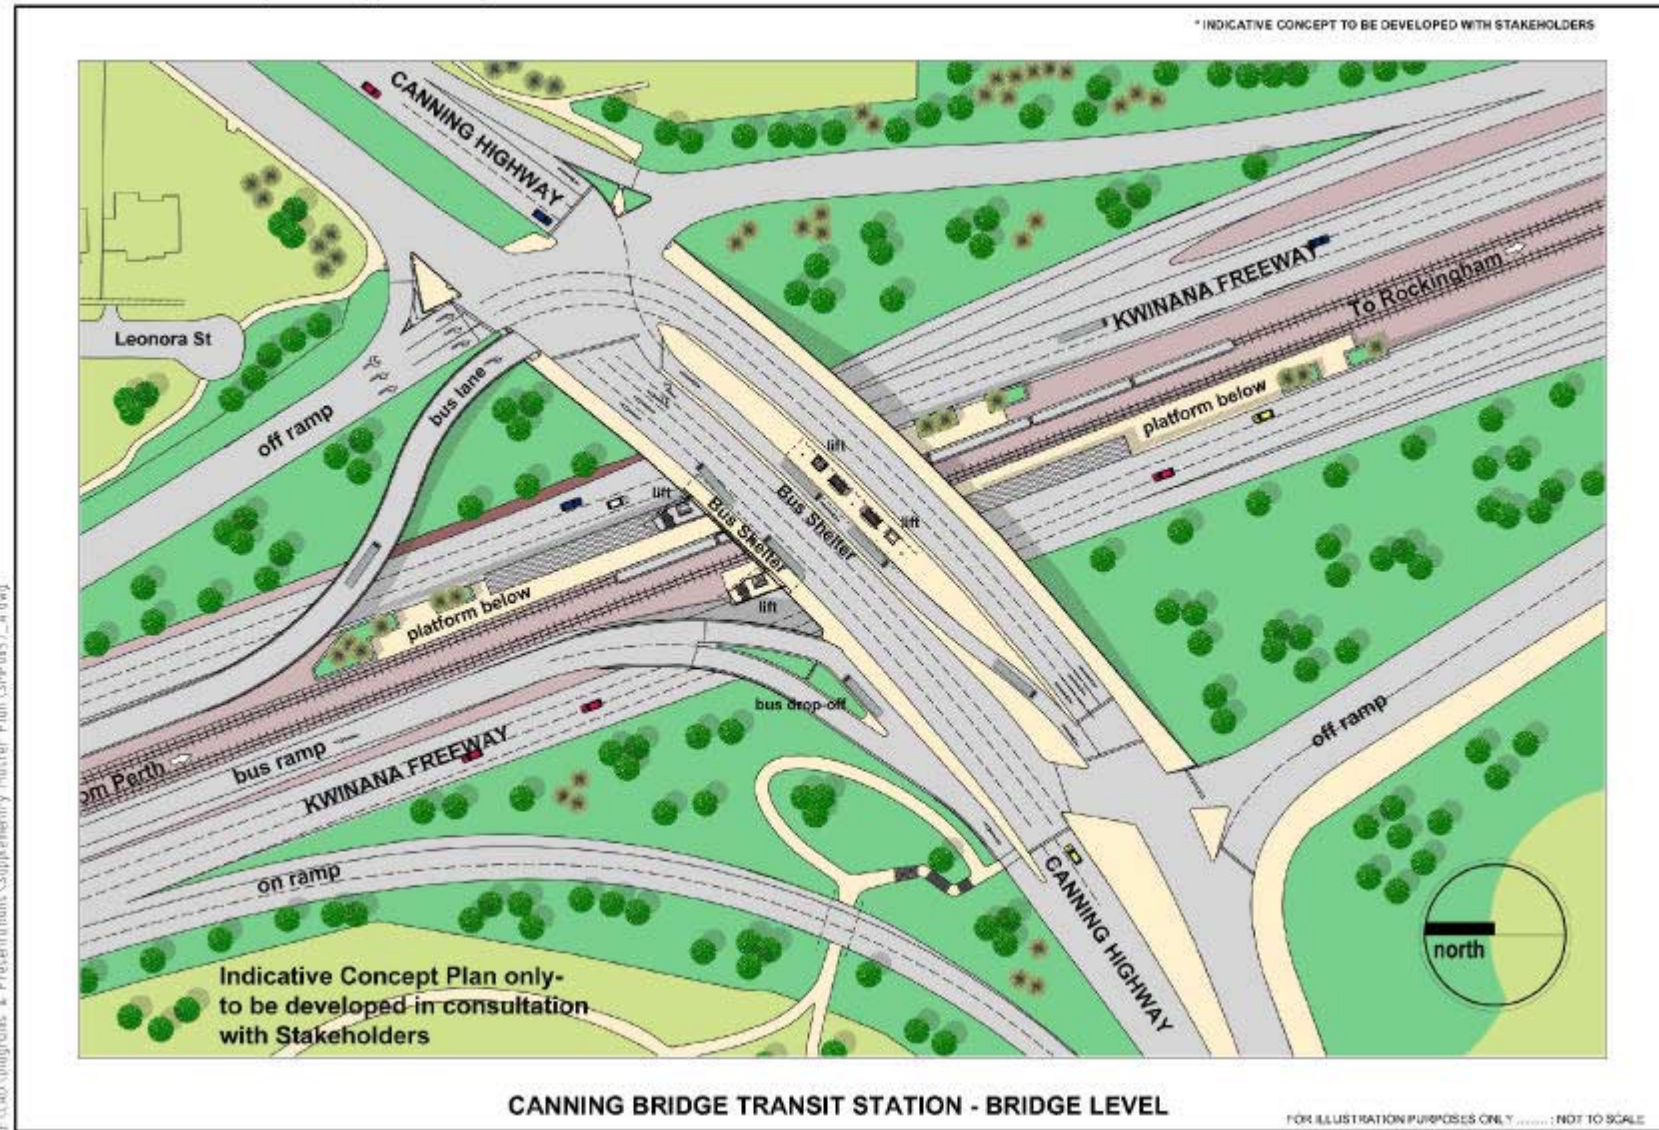 * INDICATIVE CONCEPT TO BE DEVELOPED WITH STAKEHOLDERS
CANNING HIGHWAY
KWINANA FREEWAY
To Rockingham
Leonora St
bus lane
off ramp
platform below
lift
lift
Bus Shelter
lift
Bus Shelter
platform below
lift
bus drop-off
off ramp
om Perth
bus ramp
KWINANA FREEWAY
on ramp
CANNING HIGHWAY
north
Indicative Concept Plan only-
to be developed in consultation
with Stakeholders
CANNING BRIDGE TRANSIT STATION - BRIDGE LEVEL
FOR ILLUSTRATION PURPOSES ONLY ....... : NOT TO SCALE